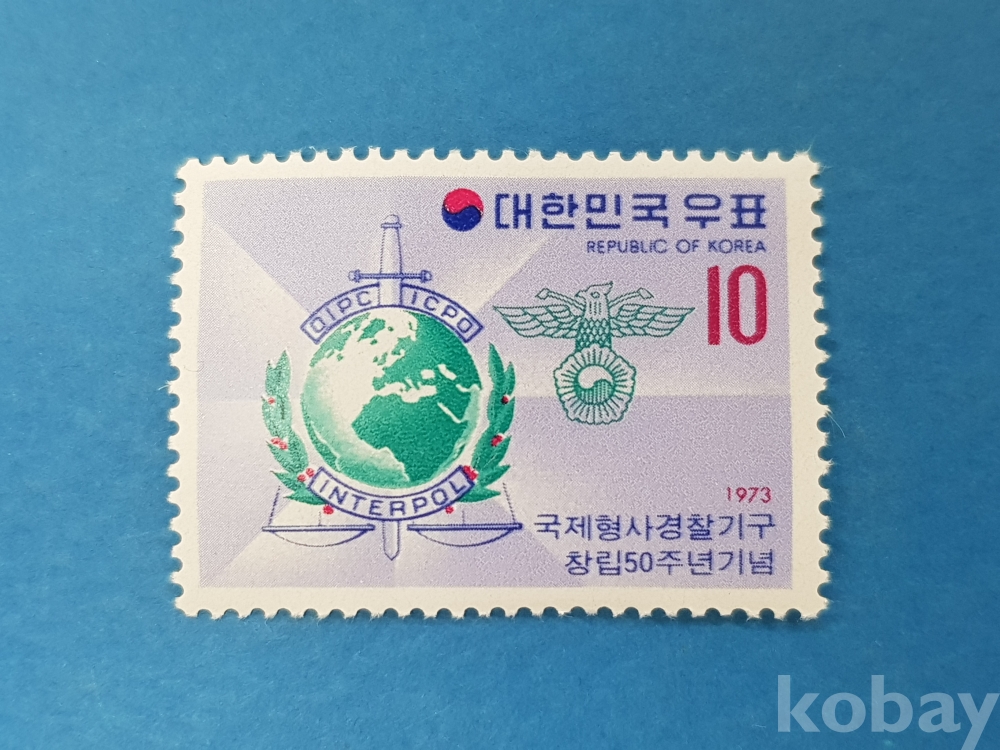 대한민국 우표
REPUBLIC OF KOREA
10
OIPC ICPO
INTERPOL
1973
국제형사경찰기구
창립50주년기념
kobay